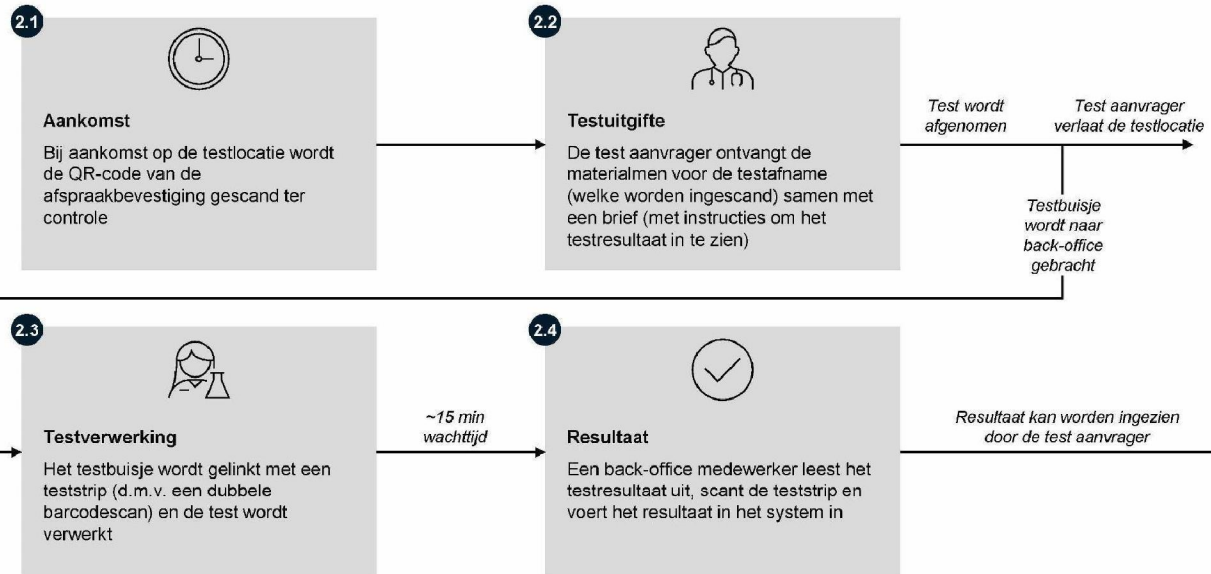 2.1
Aankomst
Bij aankomst op de testlocatie wordt
de QR-code van de
afspraakbevestiging gescand ter
controle
2.2
Testuitgifte
De test aanvrager ontvangt de
materialmen voor de testafname
(welke worden ingescand) samen met
een brief (met instructies om het
testresultaat in te zien)
Test wordt
afgenomen
Test aanvrager
verlaat de testlocatie
Testbuisje
wordt naar
back-office
gebracht
2.3
Testverwerking
Het testbuisje wordt gelinkt met een
teststrip (d.m.v. een dubbele
barcodescan) en de test wordt
verwerkt
~15 min
wachttijd
2.4
Resultaat
Een back-office medewerker leest het
testresultaat uit, scant de teststrip en
voert het resultaat in het system in
Resultaat kan worden ingezien
door de test aanvrager